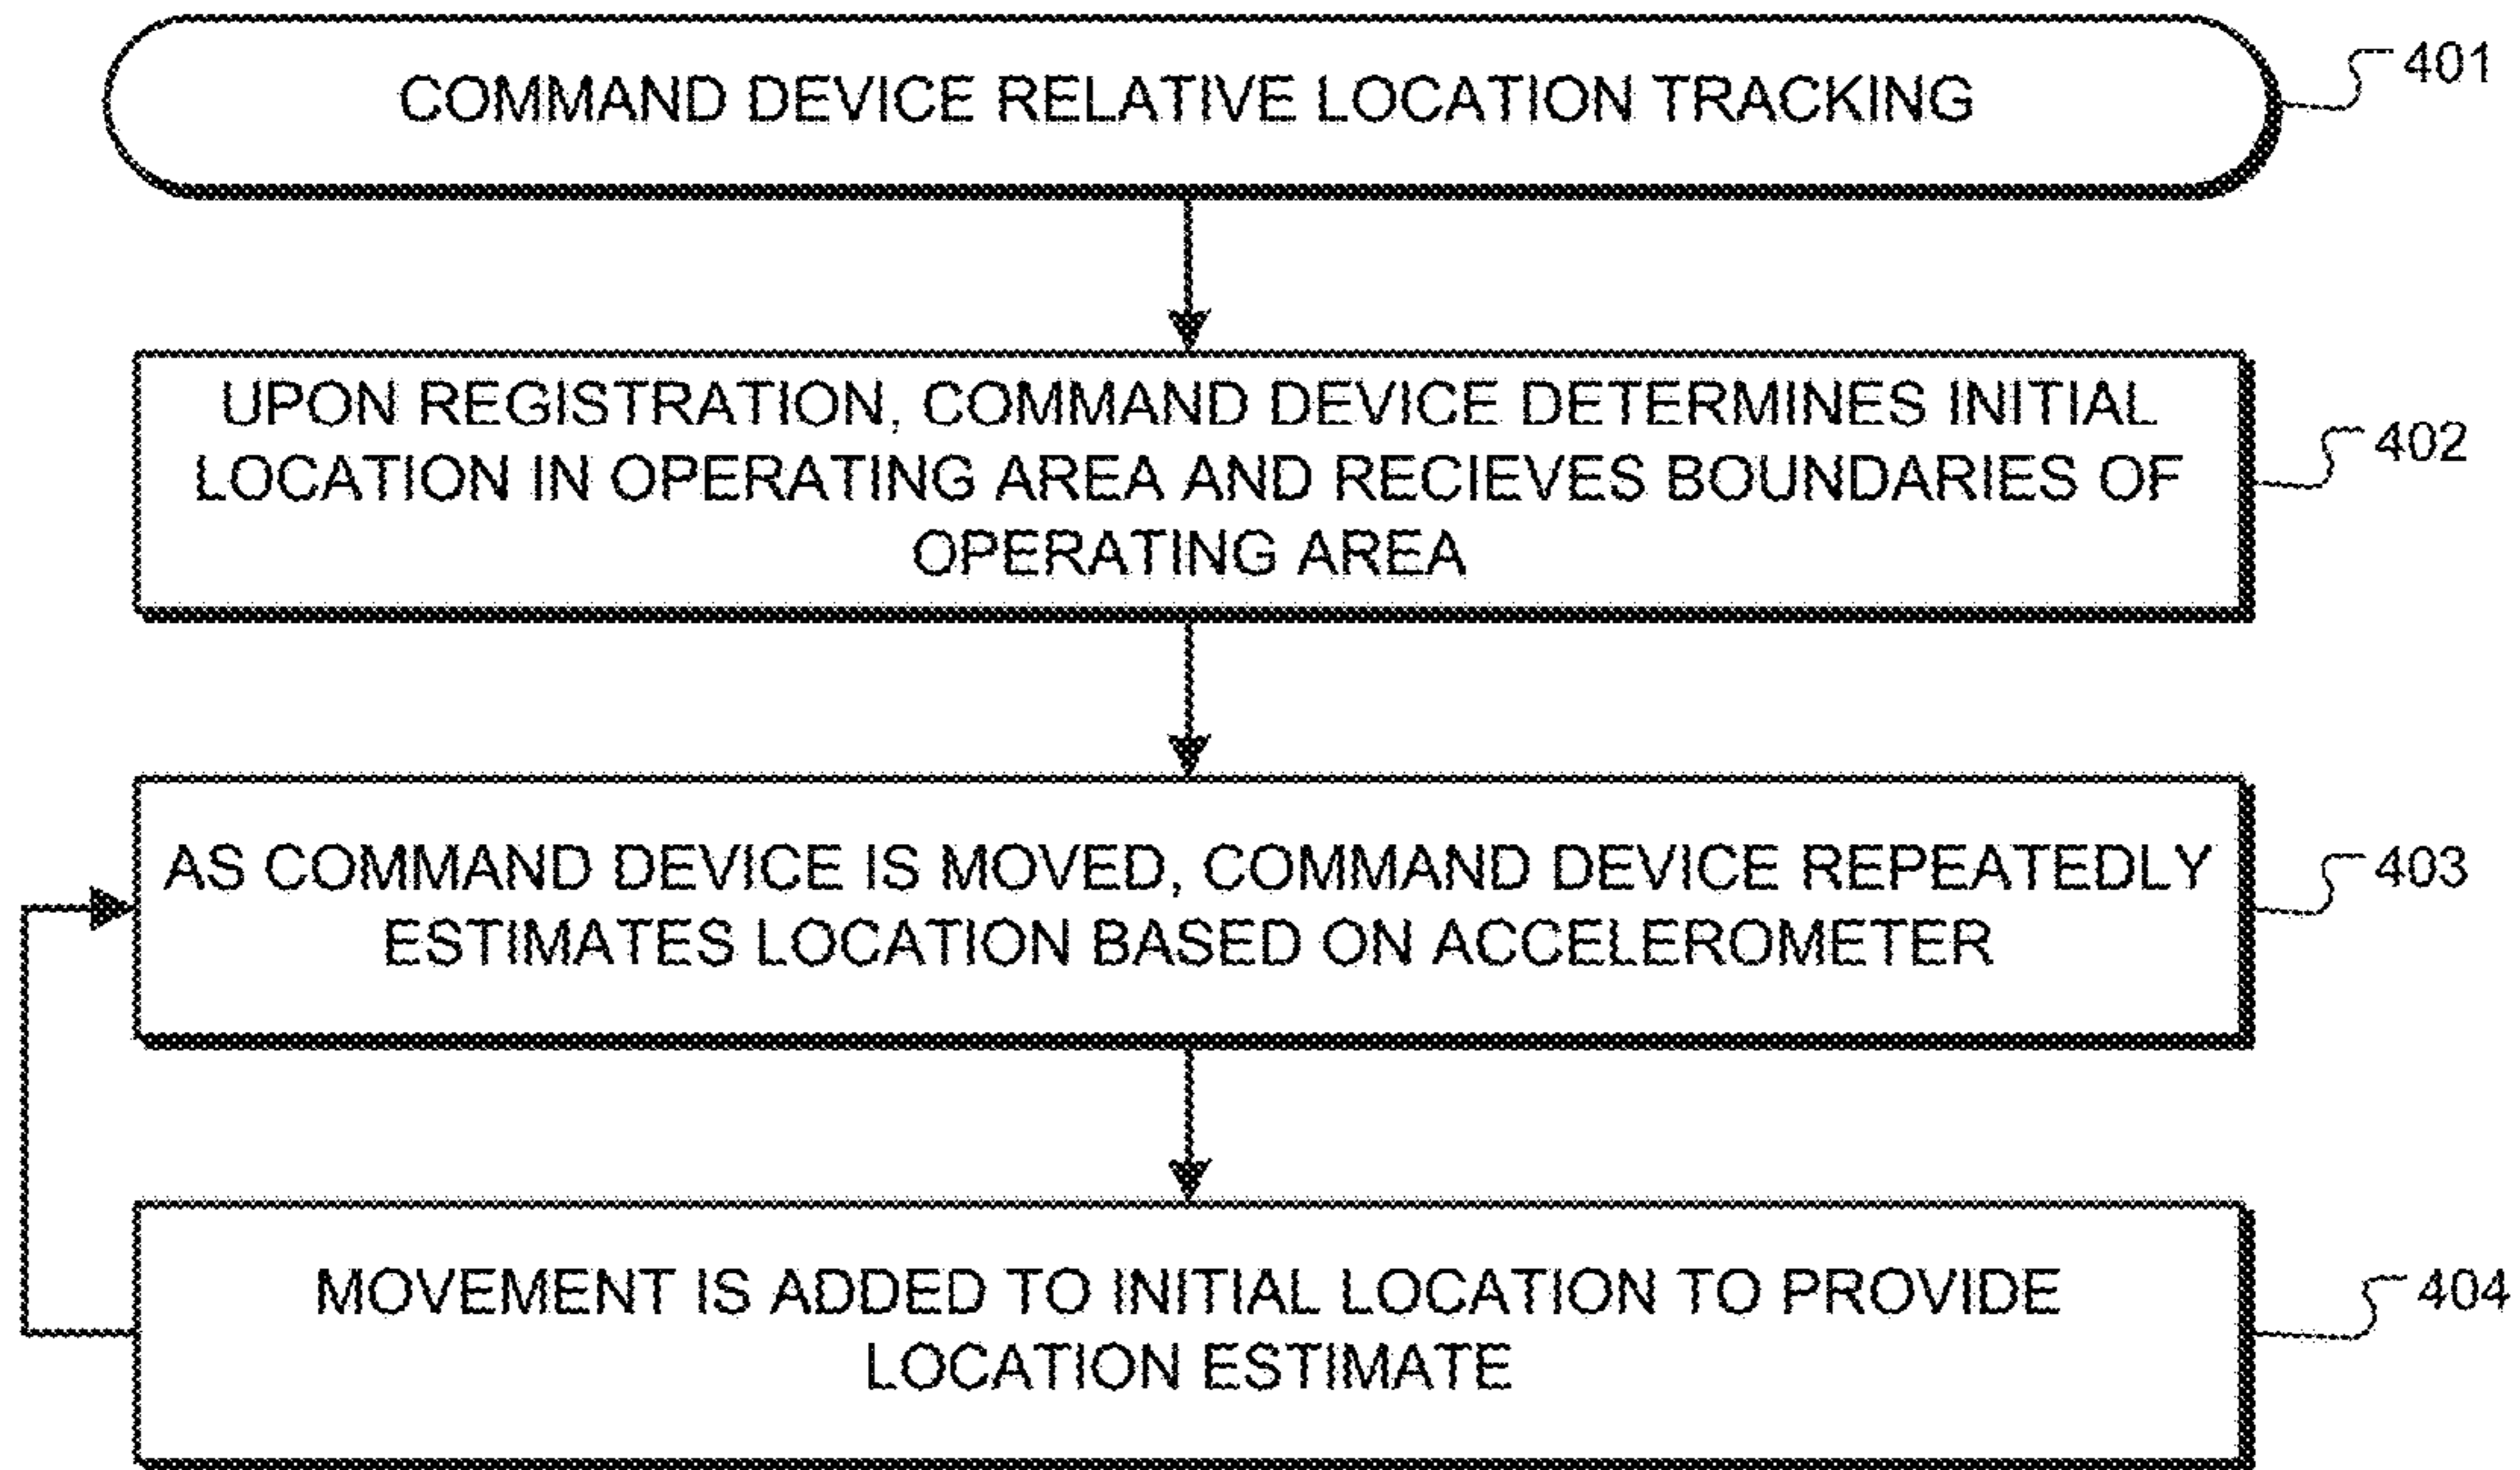 COMMAND DEVICE RELATIVE LOCATION TRACKING
401
UPON REGISTRATION, COMMAND DEVICE DETERMINES INITIAL
LOCATION IN OPERATING AREA AND RECIEVES BOUNDARIES OF
OPERATING AREA
402
AS COMMAND DEVICE IS MOVED, COMMAND DEVICE REPEATEDLY
ESTIMATES LOCATION BASED ON ACCELEROMETER
403
MOVEMENT IS ADDED TO INITIAL LOCATION TO PROVIDE
LOCATION ESTIMATE
404